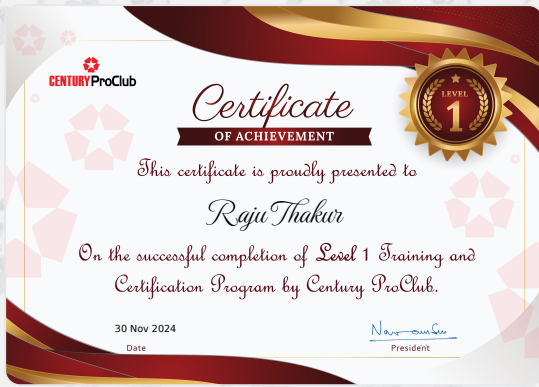 CENTURY ProClub
LEVEL
1
Certificate
OF ACHIEVEMENT
This certificate is proudly presented to
Raju Thakur
On the successful completion of Level 1 Training and
Certification Program by Century ProClub.
30 Nov 2024
Date
President